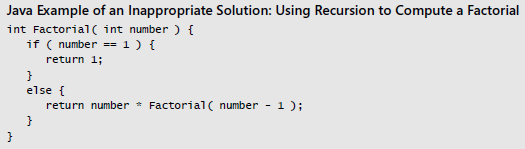 Java Example of an Inappropriate Solution: Using Recursion to Compute a Factorial
int Factorial( int number ) {
   if ( number == 1 ) {
      return 1;
   }
   else {
      return number * Factorial( number - 1 );
   }
}